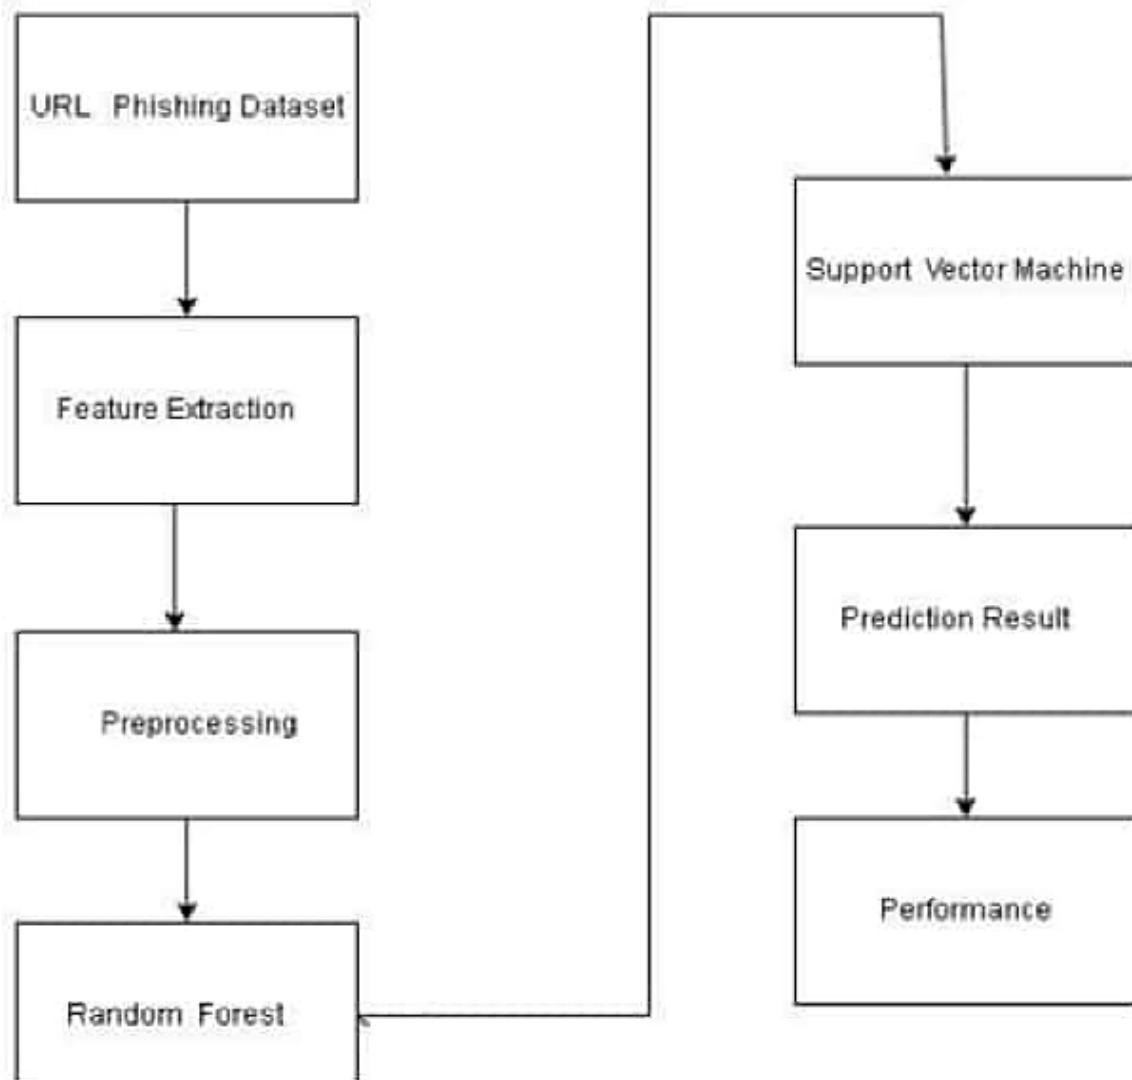 URL Phishing Dataset
Feature Extraction
Preprocessing
Random Forest
Support Vector Machine
Prediction Result
Performance